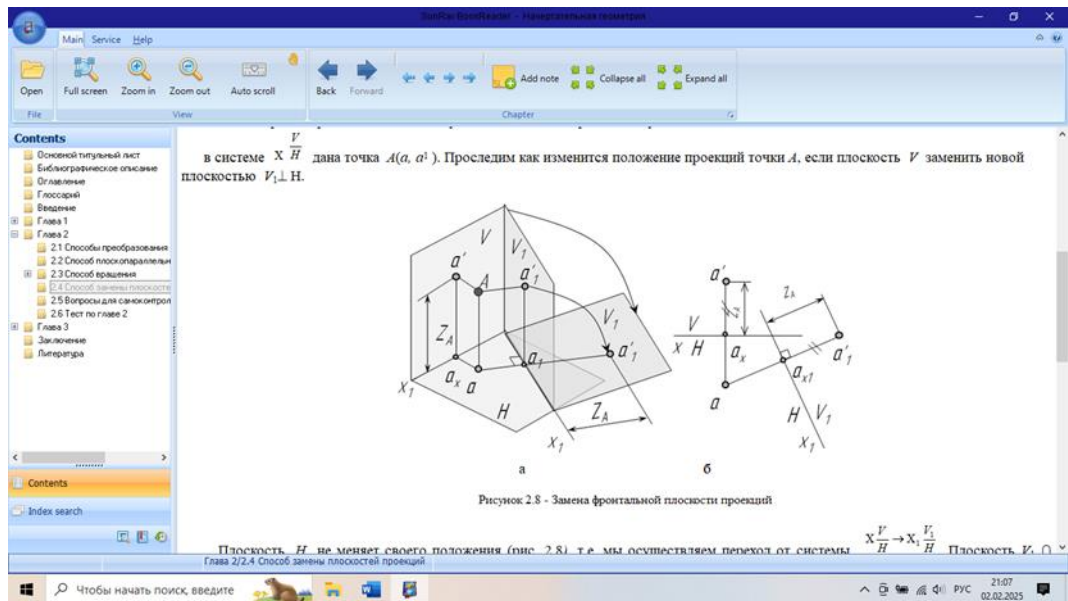 SunRav BookReader - Начертательная геометрия
Main Service Help
Open
Full screen
Zoom in
Zoom out
Auto scroll
Back
Forward
Add note
Collapse all
Expand all
File
View
Chapter
Contents
Основной титульный лист
Библиографическое описание
Оглавление
Глоссарий
Введение
Глава 1
Глава 2
2.1 Способы преобразования
2.2 Способ плоскопараллельн
2.3 Способ вращения
2.4 Способ замены плоскосте
2.5 Вопросы для самоконтрол
2.6 Тест по главе 2
Глава 3
Заключение
Литература
Contents
Index search
в системе X V/H дана точка A(a, a¹ ). Проследим как изменится положение проекций точки A, если плоскость V заменить новой
плоскостью V₁⊥ H.
V
V₁
a'
A
a'₁
Z_A
a_x
a
a₁
X₁
H
V₁
a'₁
Z_A
X₁
а
a'
Z_A
Z_A
V
x H
a_x
a'₁
a_x1
a
H V₁
X₁
б
Рисунок 2.8 - Замена фронтальной плоскости проекций
Плоскость H не меняет своего положения (рис. 2.8), т.е. мы осуществляем переход от системы X V/H → X₁ V₁/H Плоскость V₁ ∩
Глава 2/2.4 Способ замены плоскостей проекций
Чтобы начать поиск, введите
РУС
21:07
02.02.2025